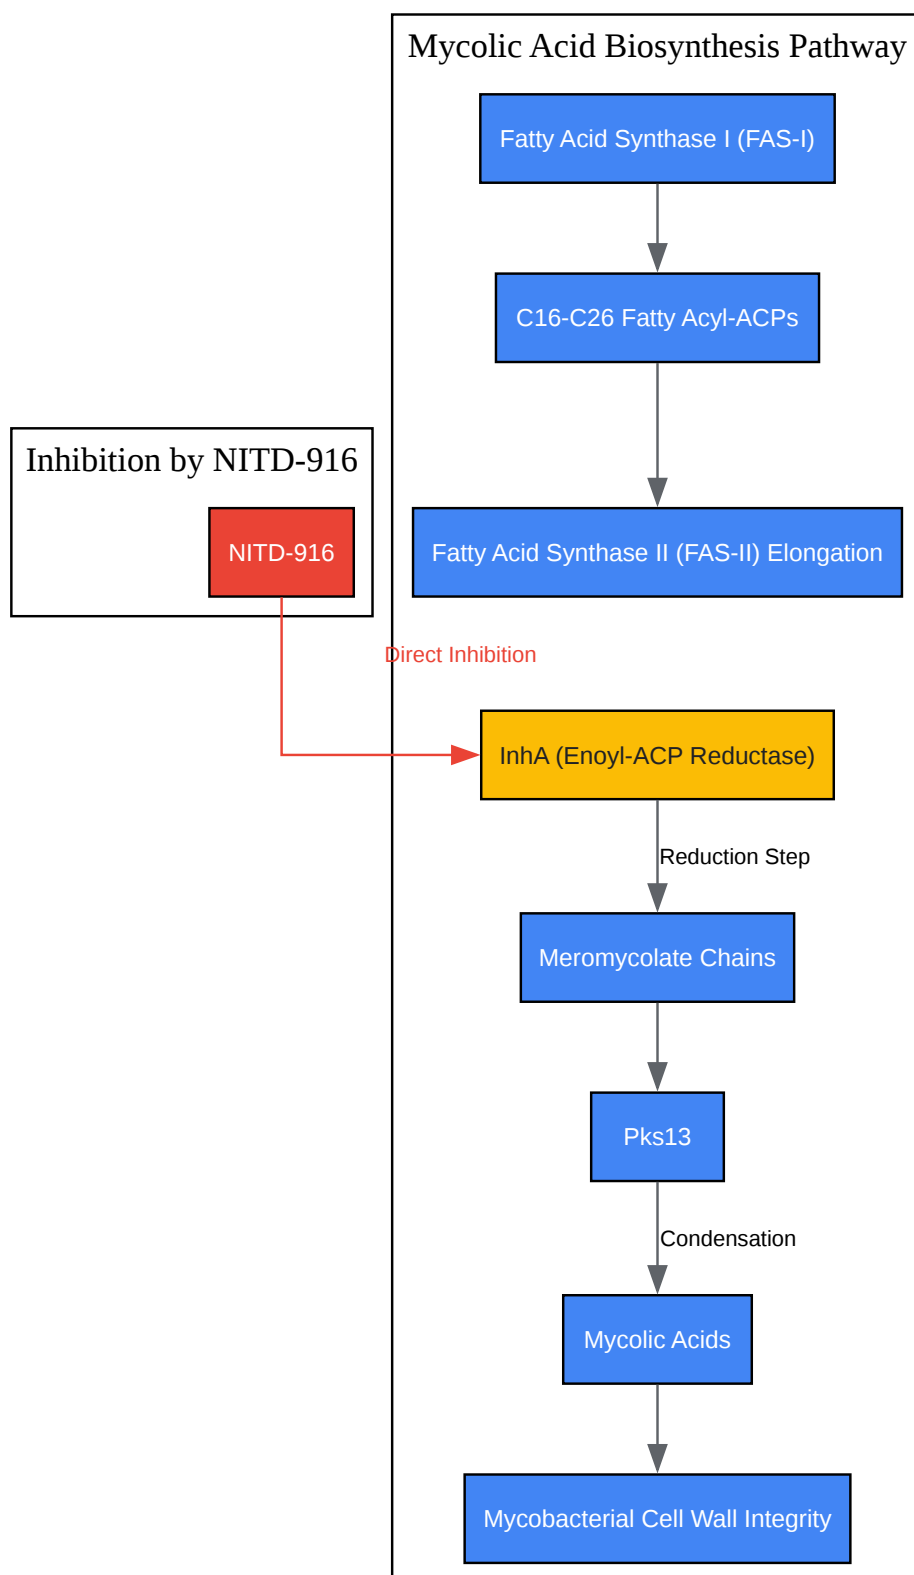 Mycolic Acid Biosynthesis Pathway
Fatty Acid Synthase I (FAS-I)
C16-C26 Fatty Acyl-ACPs
Inhibition by NITD-916
NITD-916
Fatty Acid Synthase II (FAS-II) Elongation
Direct Inhibition
InhA (Enoyl-ACP Reductase)
Reduction Step
Meromycolate Chains
Pks13
Condensation
Mycolic Acids
Mycobacterial Cell Wall Integrity